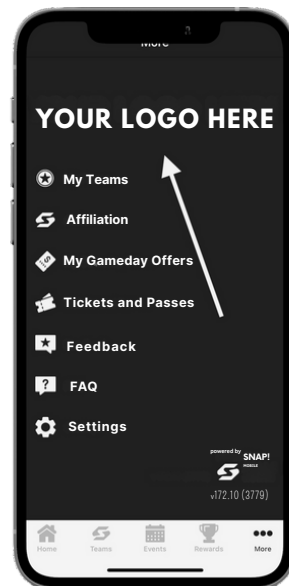 More
YOUR LOGO HERE
My Teams
Affiliation
My Gameday Offers
Tickets and Passes
Feedback
FAQ
Settings
powered by SNAP!
MOBILE
v172.10 (3779)
Home Teams Events Rewards More